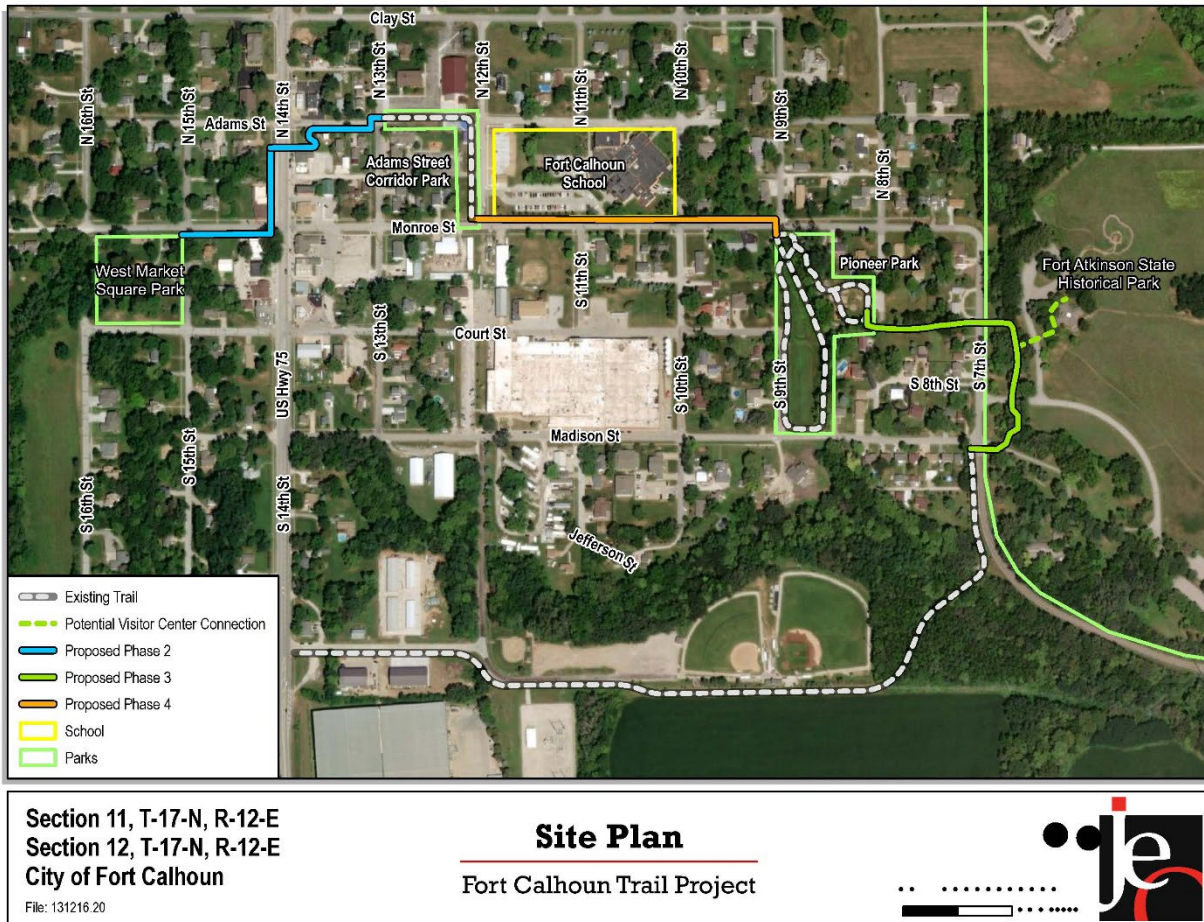 Clay St
N 16th St
N 15th St
N 14th St
N 13th St
N 12th St
N 11th St
N 10th St
N 9th St
N 8th St
Adams St
Adams Street
Corridor Park
Fort Calhoun
School
Monroe St
West Market
Square Park
Pioneer Park
Fort Atkinson State
Historical Park
Court St
US Hwy 75
S 13th St
S 11th St
S 10th St
S 9th St
S 8th St
S 7th St
Madison St
S 16th St
S 15th St
S 14th St
Jefferson St
Existing Trail
Potential Visitor Center Connection
Proposed Phase 2
Proposed Phase 3
Proposed Phase 4
School
Parks
Section 11, T-17-N, R-12-E
Section 12, T-17-N, R-12-E
City of Fort Calhoun
File: 131216.20
Site Plan
Fort Calhoun Trail Project
jeo